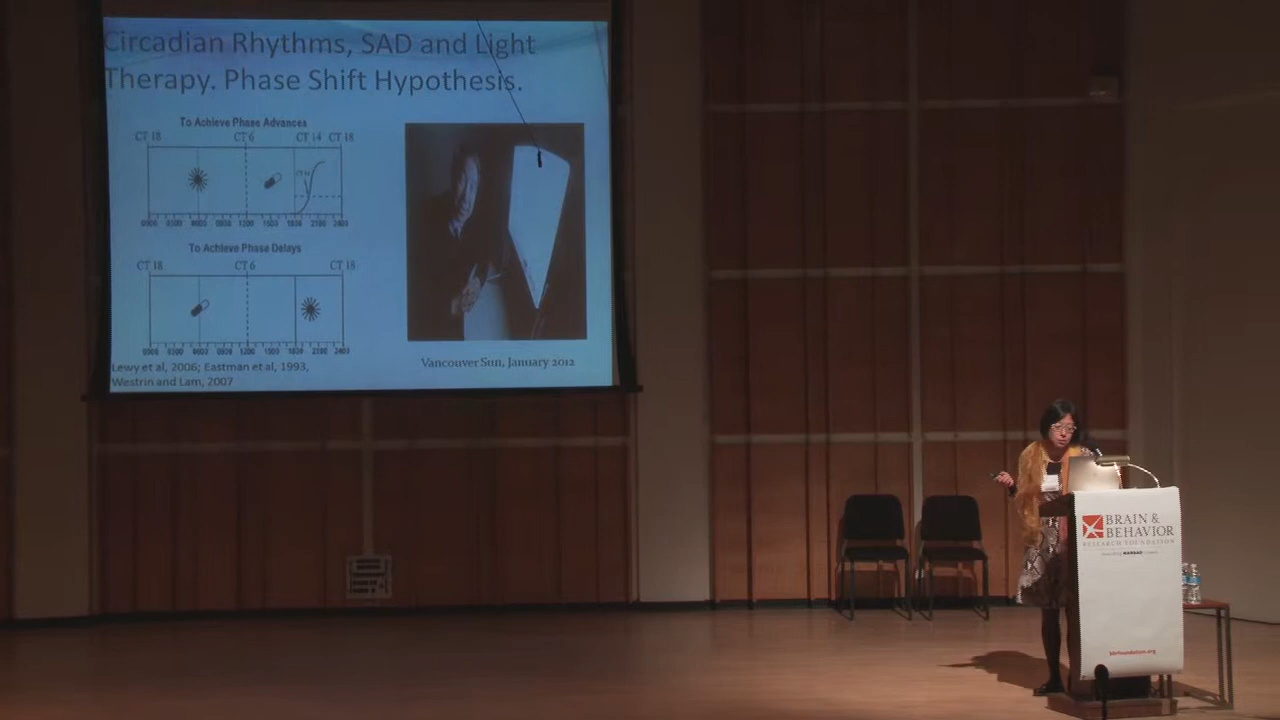 Circadian Rhythms, SAD and Light
Therapy. Phase Shift Hypothesis.
To Achieve Phase Advances
CT 18 CT 6 CT 14 CT 18
To Achieve Phase Delays
CT 18 CT 6 CT 18
Lewy et al, 2006; Eastman et al, 1993,
Westrin and Lam, 2007
Vancouver Sun, January 2012
BRAIN &
BEHAVIOR
RESEARCH FOUNDATION
bbrfoundation.org